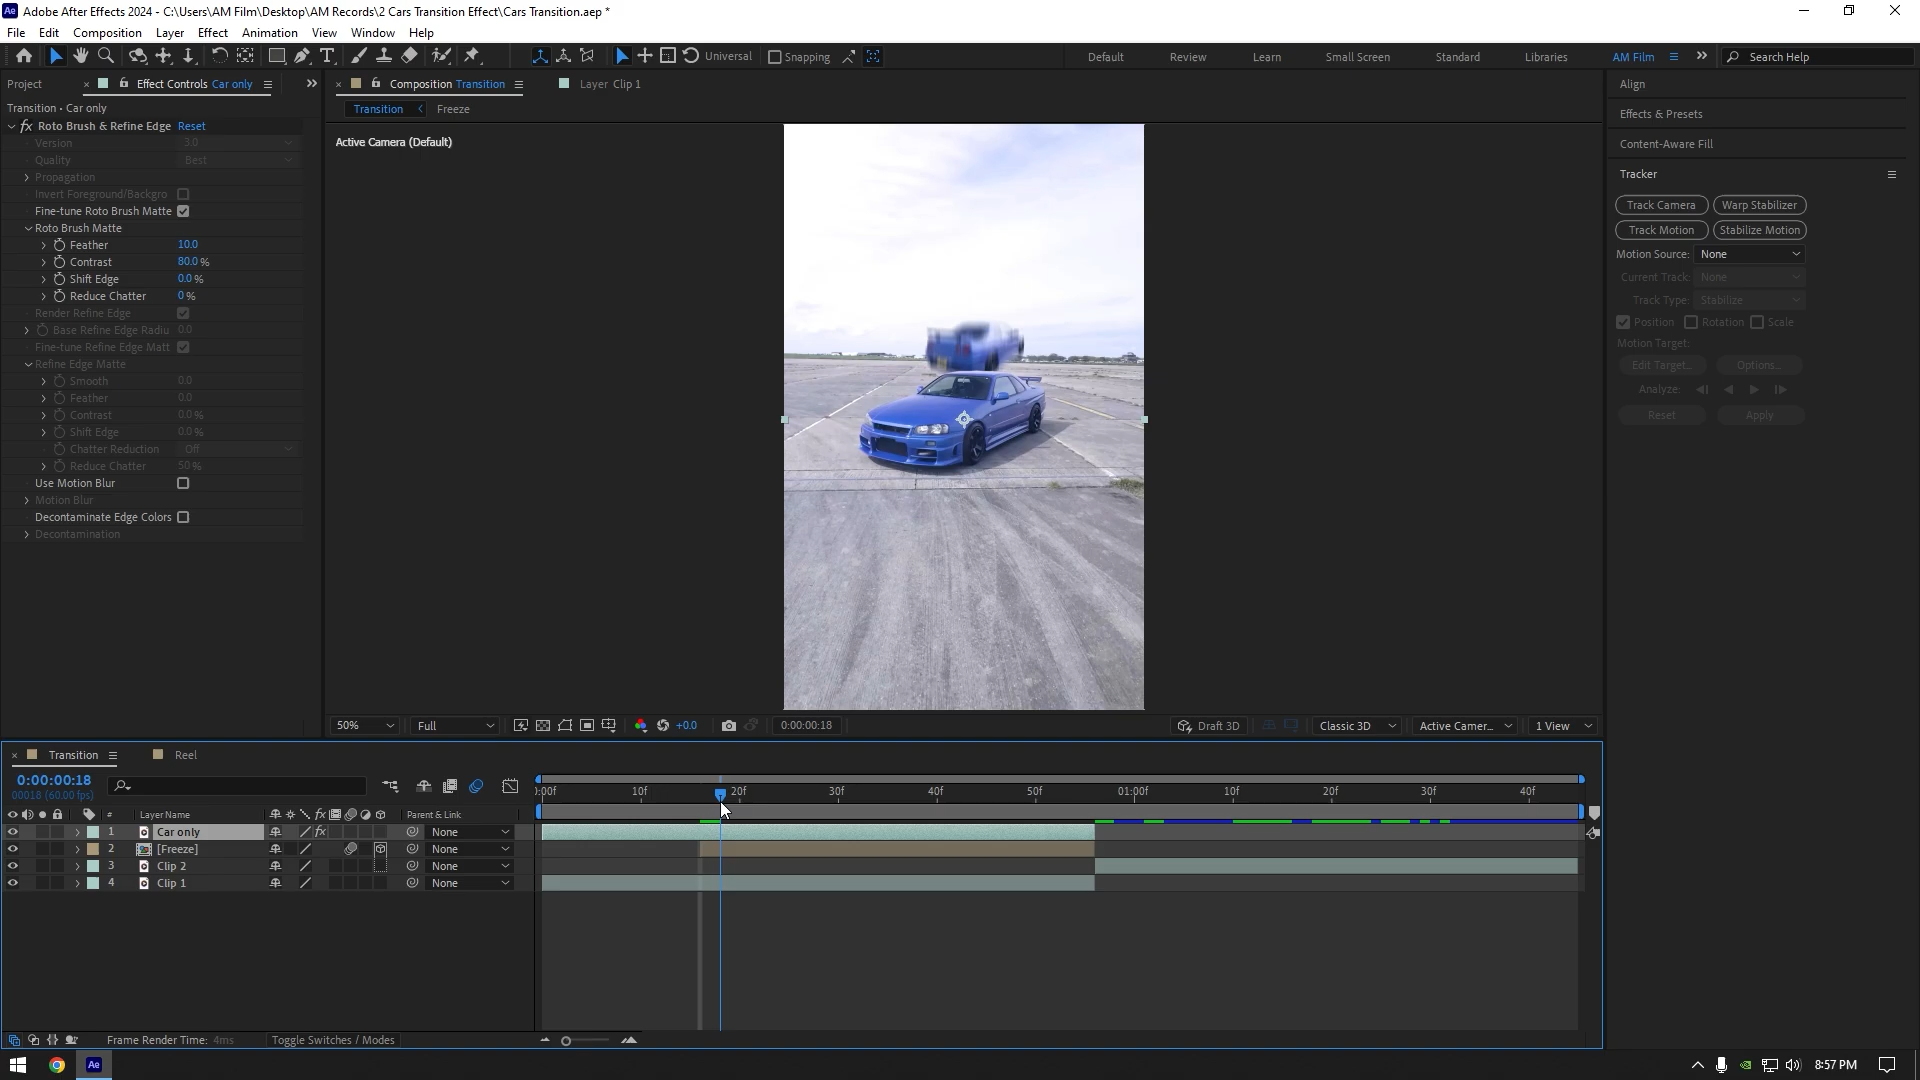 Adobe After Effects 2024 - C:\Users\AM Film\Desktop\AM Records\2 Cars Transition Effect\Cars Transition.aep *
File Edit Composition Layer Effect Animation View Window Help
Universal Snapping Default Review Learn Small Screen Standard Libraries AM Film Search Help
Project Effect Controls Car only
Composition Transition Layer Clip 1
Transition Freeze
Transition • Car only
Roto Brush & Refine Edge Reset
Version 3.0
Quality Best
Propagation
Invert Foreground/Backgro
Fine-tune Roto Brush Matte
Roto Brush Matte
Feather 10.0
Contrast 80.0 %
Shift Edge 0.0 %
Reduce Chatter 0 %
Render Refine Edge
Base Refine Edge Radiu 0.0
Fine-tune Refine Edge Matt
Refine Edge Matte
Smooth 0.0
Feather 0.0
Contrast 0.0 %
Shift Edge 0.0 %
Chatter Reduction Off
Reduce Chatter 50 %
Use Motion Blur
Motion Blur
Decontaminate Edge Colors
Decontamination
Active Camera (Default)
50% Full +0.0 0:00:00:18 Draft 3D Classic 3D Active Camer... 1 View
Align
Effects & Presets
Content-Aware Fill
Tracker
Track Camera Warp Stabilizer
Track Motion Stabilize Motion
Motion Source: None
Current Track: None
Track Type: Stabilize
Position Rotation Scale
Motion Target:
Edit Target... Options...
Analyze:
Reset Apply
Transition Reel
0:00:00:18
00018 (60.00 fps)
:00f 10f 20f 30f 40f 50f 01:00f 10f 20f 30f 40f
# Layer Name Parent & Link
1 Car only None
2 [Freeze] None
3 Clip 2 None
4 Clip 1 None
Frame Render Time: 4ms Toggle Switches / Modes
Ae 8:57 PM